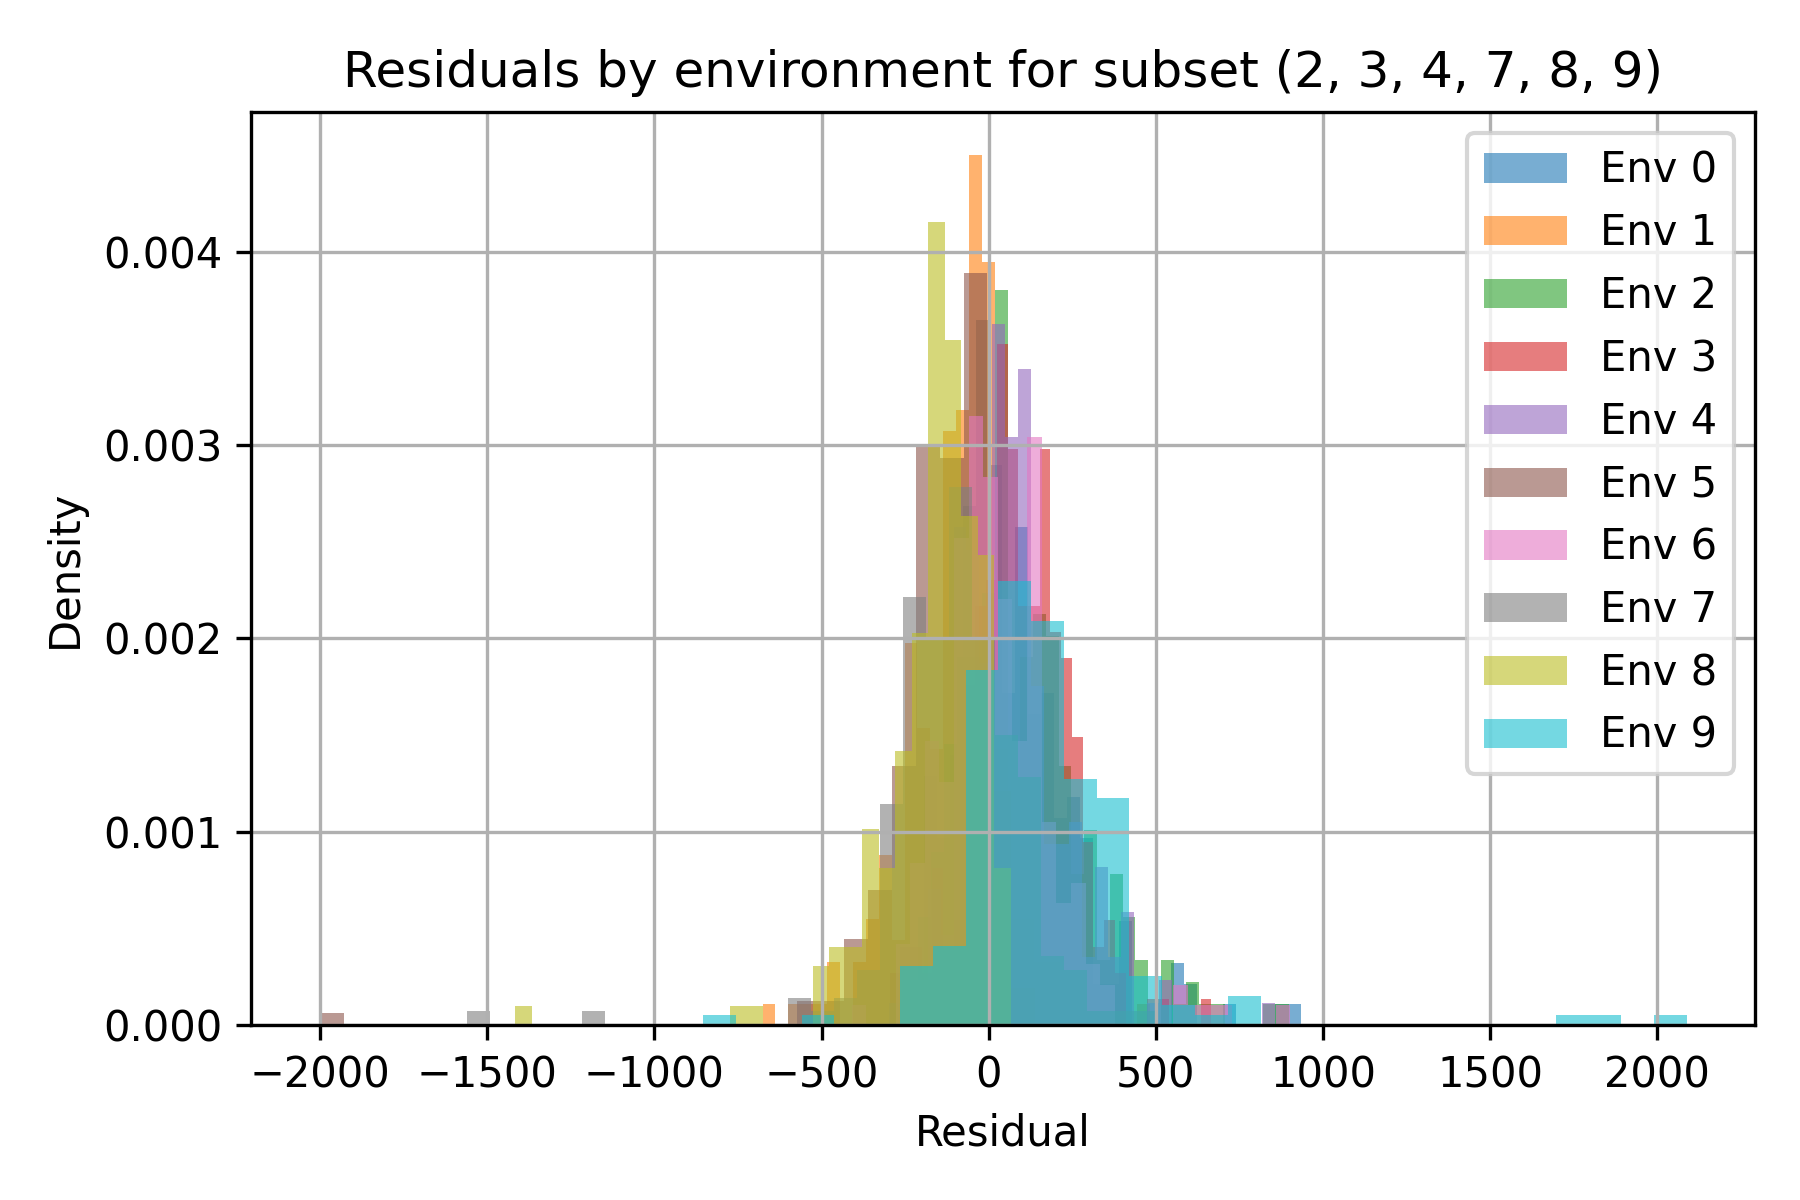 Residuals by environment for subset (2, 3, 4, 7, 8, 9)
Env 0
Env 1
Env 2
Env 3
Env 4
Env 5
Env 6
Env 7
Env 8
Env 9
Density
0.004
0.003
0.002
0.001
0.000
−2000 −1500 −1000 −500 0 500 1000 1500 2000
Residual